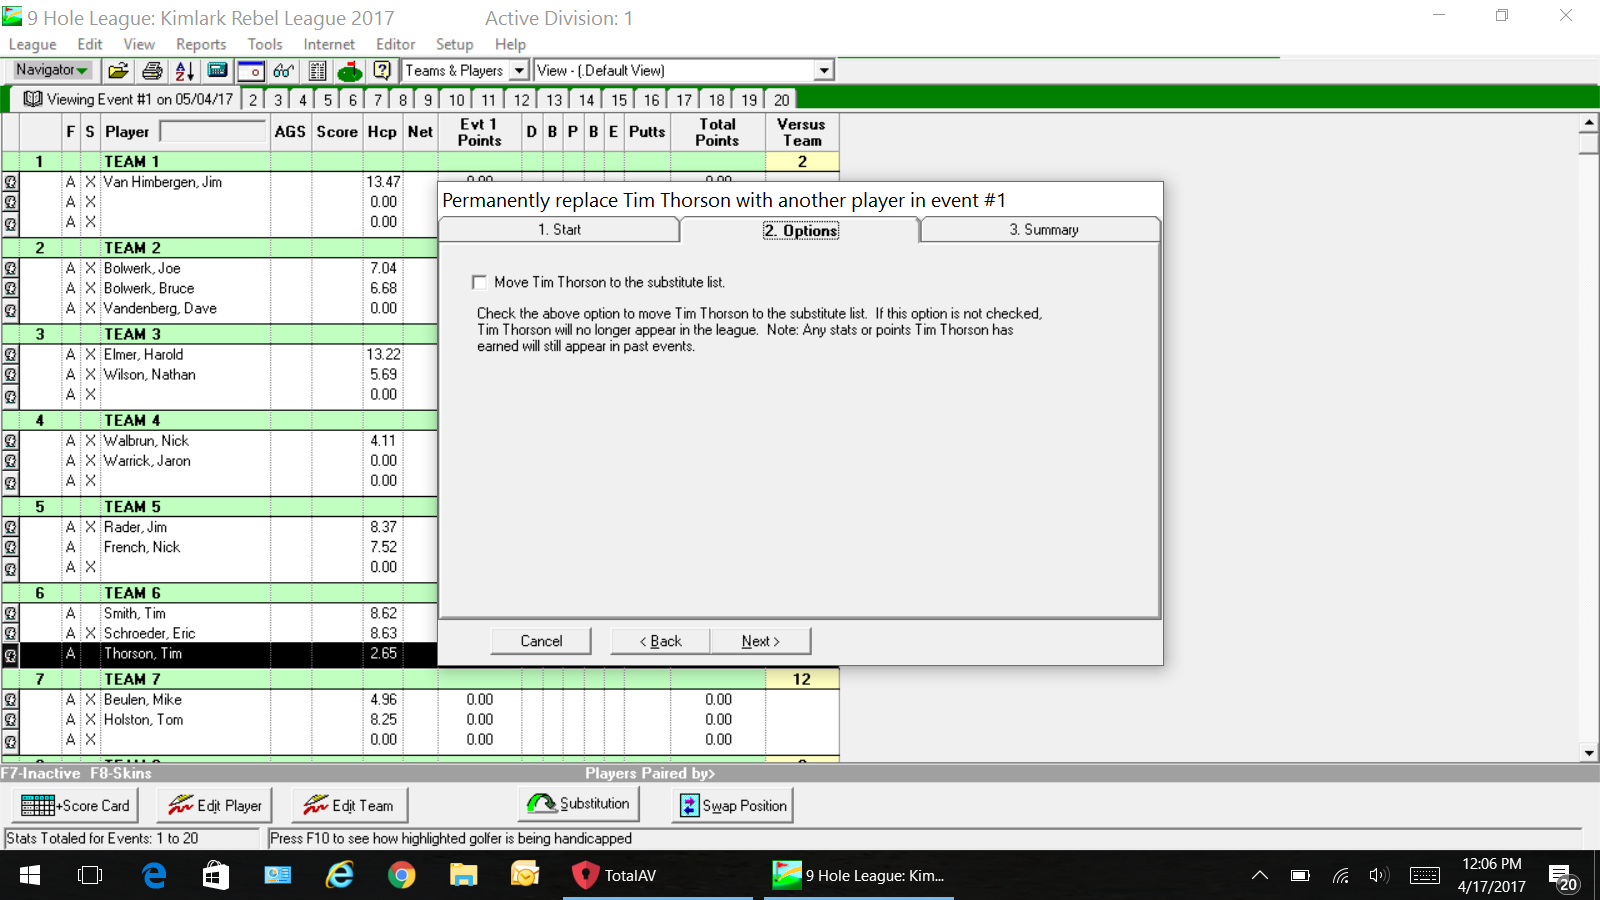 9 Hole League: Kimlark Rebel League 2017 Active Division: 1
League Edit View Reports Tools Internet Editor Setup Help
Navigator Teams & Players View - (.Default View)
Viewing Event #1 on 05/04/17 2 3 4 5 6 7 8 9 10 11 12 13 14 15 16 17 18 19 20
F S Player AGS Score Hcp Net Evt 1 Points D B P B E Putts Total Points Versus Team
1 TEAM 1 2
A X Van Himbergen, Jim 13.47 0.00 0.00
A X 0.00
A X 0.00
2 TEAM 2
A X Bolwerk, Joe 7.04
A X Bolwerk, Bruce 6.68
A X Vandenberg, Dave 0.00
3 TEAM 3
A X Elmer, Harold 13.22
A X Wilson, Nathan 5.69
A X 0.00
4 TEAM 4
A X Walbrun, Nick 4.11
A X Warrick, Jaron 0.00
A X 0.00
5 TEAM 5
A X Rader, Jim 8.37
A French, Nick 7.52
A X 0.00
6 TEAM 6
A Smith, Tim 8.62
A X Schroeder, Eric 8.63
A Thorson, Tim 2.65
7 TEAM 7 12
A X Beulen, Mike 4.96 0.00 0.00
A X Holston, Tom 8.25 0.00 0.00
A X 0.00 0.00 0.00
Permanently replace Tim Thorson with another player in event #1
1. Start 2. Options 3. Summary
Move Tim Thorson to the substitute list.
Check the above option to move Tim Thorson to the substitute list. If this option is not checked,
Tim Thorson will no longer appear in the league. Note: Any stats or points Tim Thorson has
earned will still appear in past events.
Cancel < Back Next >
F7-Inactive F8-Skins Players Paired by>
+Score Card Edit Player Edit Team Substitution Swap Position
Stats Totaled for Events: 1 to 20 Press F10 to see how highlighted golfer is being handicapped
TotalAV 9 Hole League: Kim... 12:06 PM
4/17/2017 20